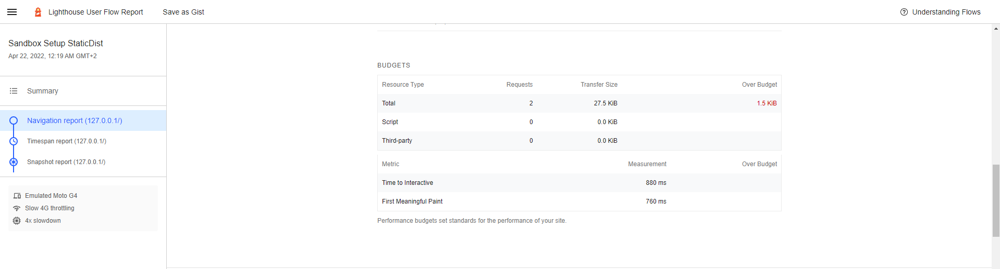 Lighthouse User Flow Report
Save as Gist
Understanding Flows
Sandbox Setup StaticDist
Apr 22, 2022, 12:19 AM GMT+2
Summary
Navigation report (127.0.0.1/)
Timespan report (127.0.0.1/)
Snapshot report (127.0.0.1/)
Emulated Moto G4
Slow 4G throttling
4x slowdown
BUDGETS
Resource Type Requests Transfer Size Over Budget
Total 2 27.5 KiB 1.5 KiB
Script 0 0.0 KiB
Third-party 0 0.0 KiB
Metric Measurement Over Budget
Time to Interactive 880 ms
First Meaningful Paint 760 ms
Performance budgets set standards for the performance of your site.